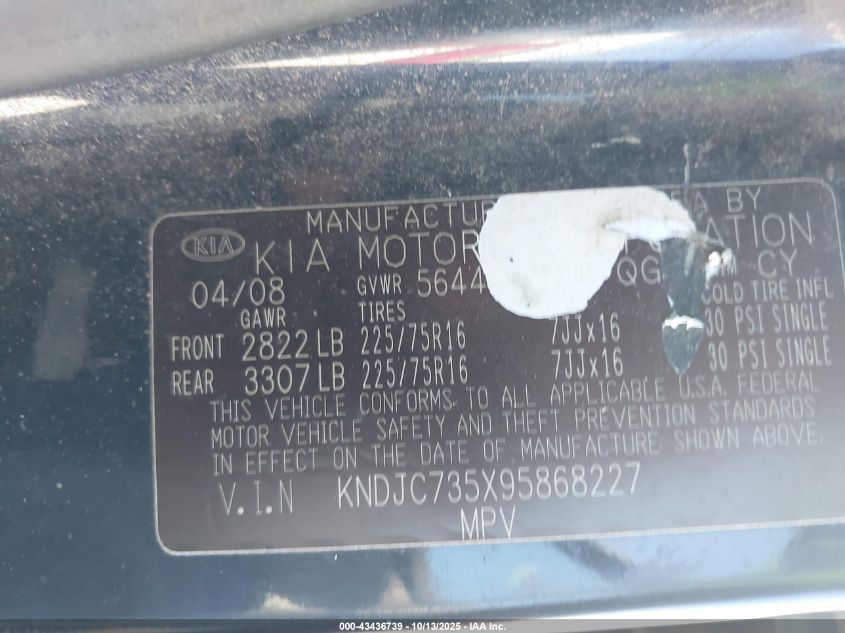 MANUFACTUR A BY
KIA KIA MOTOR ATION
04/08 GVWR 5644 QG CY
GAWR TIRES COLD TIRE INFL
FRONT 2822 LB 225/75R16 7JJx16 30 PSI SINGLE
REAR 3307 LB 225/75R16 7JJx16 30 PSI SINGLE
THIS VEHICLE CONFORMS TO ALL APPLICABLE U.S.A. FEDERAL
MOTOR VEHICLE SAFETY AND THEFT PREVENTION STANDARDS
IN EFFECT ON THE DATE OF MANUFACTURE SHOWN ABOVE.
V.I.N KNDJC735X95868227
MPV
000-43436739 - 10/13/2025 - IAA Inc.